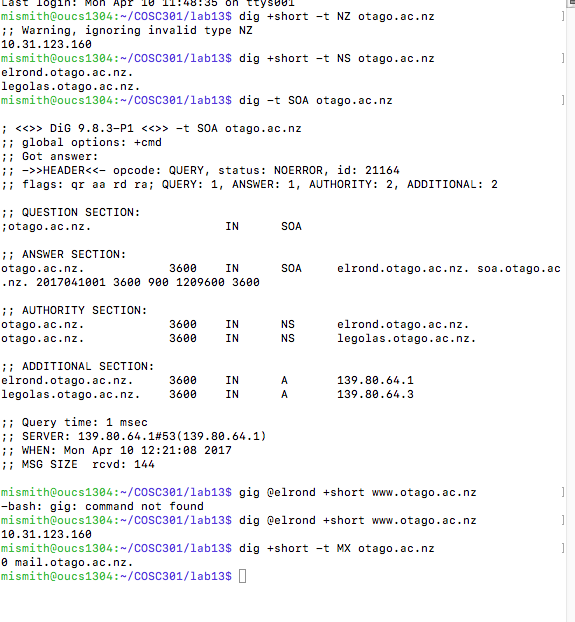 Last login: Mon Apr 10 11:48:35 on ttys001
mismith@oucs1304:~/COSC301/lab13$ dig +short -t NZ otago.ac.nz ]
;; Warning, ignoring invalid type NZ
10.31.123.160
mismith@oucs1304:~/COSC301/lab13$ dig +short -t NS otago.ac.nz ]
elrond.otago.ac.nz.
legolas.otago.ac.nz.
mismith@oucs1304:~/COSC301/lab13$ dig -t SOA otago.ac.nz ]

; <<>> DiG 9.8.3-P1 <<>> -t SOA otago.ac.nz
;; global options: +cmd
;; Got answer:
;; ->>HEADER<<- opcode: QUERY, status: NOERROR, id: 21164
;; flags: qr aa rd ra; QUERY: 1, ANSWER: 1, AUTHORITY: 2, ADDITIONAL: 2

;; QUESTION SECTION:
;otago.ac.nz. IN SOA

;; ANSWER SECTION:
otago.ac.nz. 3600 IN SOA elrond.otago.ac.nz. soa.otago.ac
.nz. 2017041001 3600 900 1209600 3600

;; AUTHORITY SECTION:
otago.ac.nz. 3600 IN NS elrond.otago.ac.nz.
otago.ac.nz. 3600 IN NS legolas.otago.ac.nz.

;; ADDITIONAL SECTION:
elrond.otago.ac.nz. 3600 IN A 139.80.64.1
legolas.otago.ac.nz. 3600 IN A 139.80.64.3

;; Query time: 1 msec
;; SERVER: 139.80.64.1#53(139.80.64.1)
;; WHEN: Mon Apr 10 12:21:08 2017
;; MSG SIZE rcvd: 144

mismith@oucs1304:~/COSC301/lab13$ gig @elrond +short www.otago.ac.nz ]
-bash: gig: command not found
mismith@oucs1304:~/COSC301/lab13$ dig @elrond +short www.otago.ac.nz ]
10.31.123.160
mismith@oucs1304:~/COSC301/lab13$ dig +short -t MX otago.ac.nz ]
0 mail.otago.ac.nz.
mismith@oucs1304:~/COSC301/lab13$